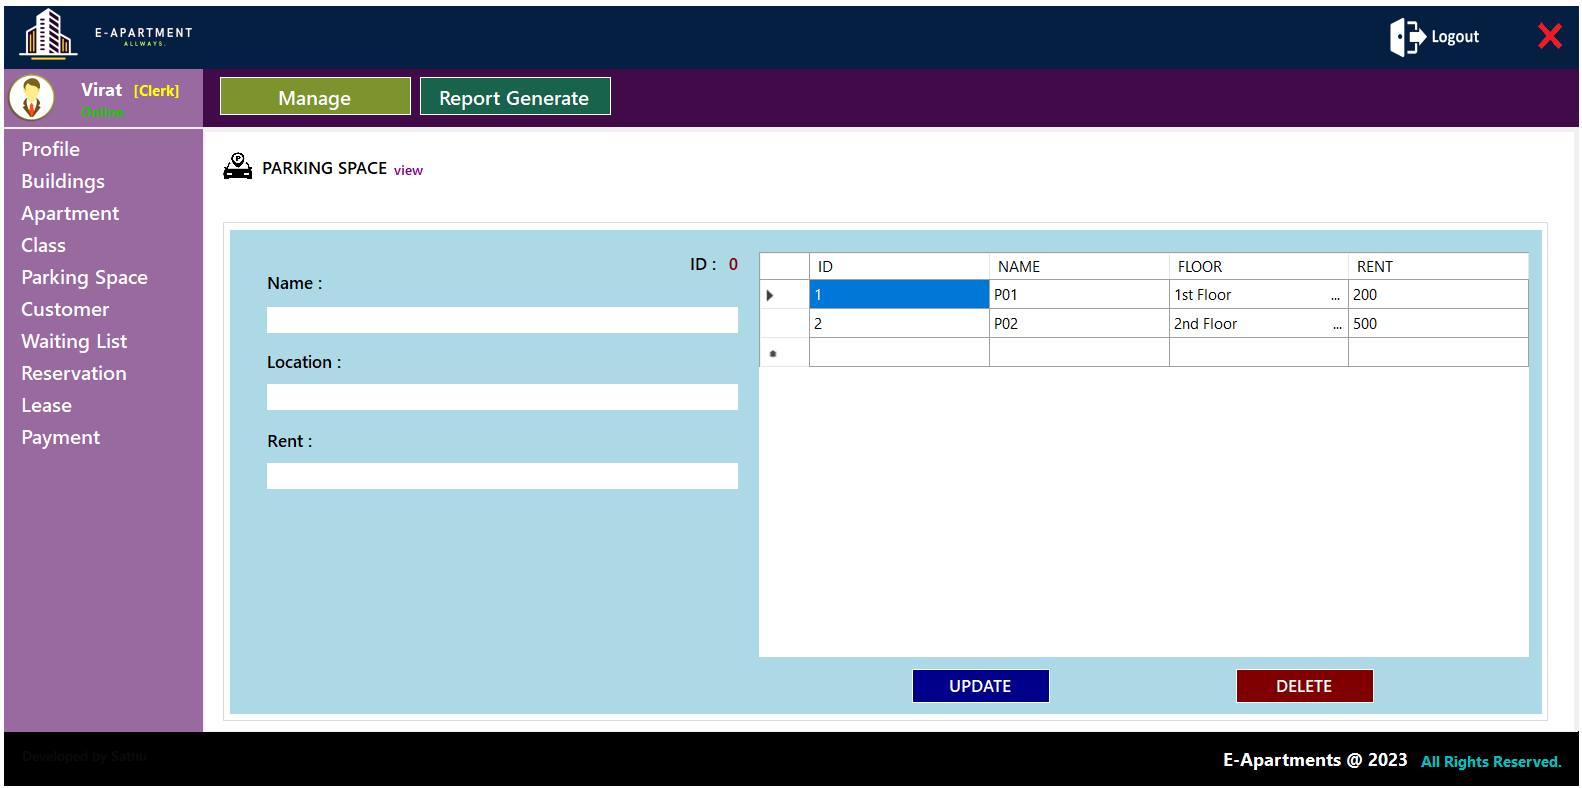 E-APARTMENT
ALLWAYS.
Logout
Virat [Clerk]
Online
Manage
Report Generate
Profile
Buildings
Apartment
Class
Parking Space
Customer
Waiting List
Reservation
Lease
Payment
P
PARKING SPACE view
ID : 0
Name :
Location :
Rent :
ID NAME FLOOR RENT
1 P01 1st Floor ... 200
2 P02 2nd Floor ... 500
UPDATE
DELETE
Developed by Sathu
E-Apartments @ 2023 All Rights Reserved.